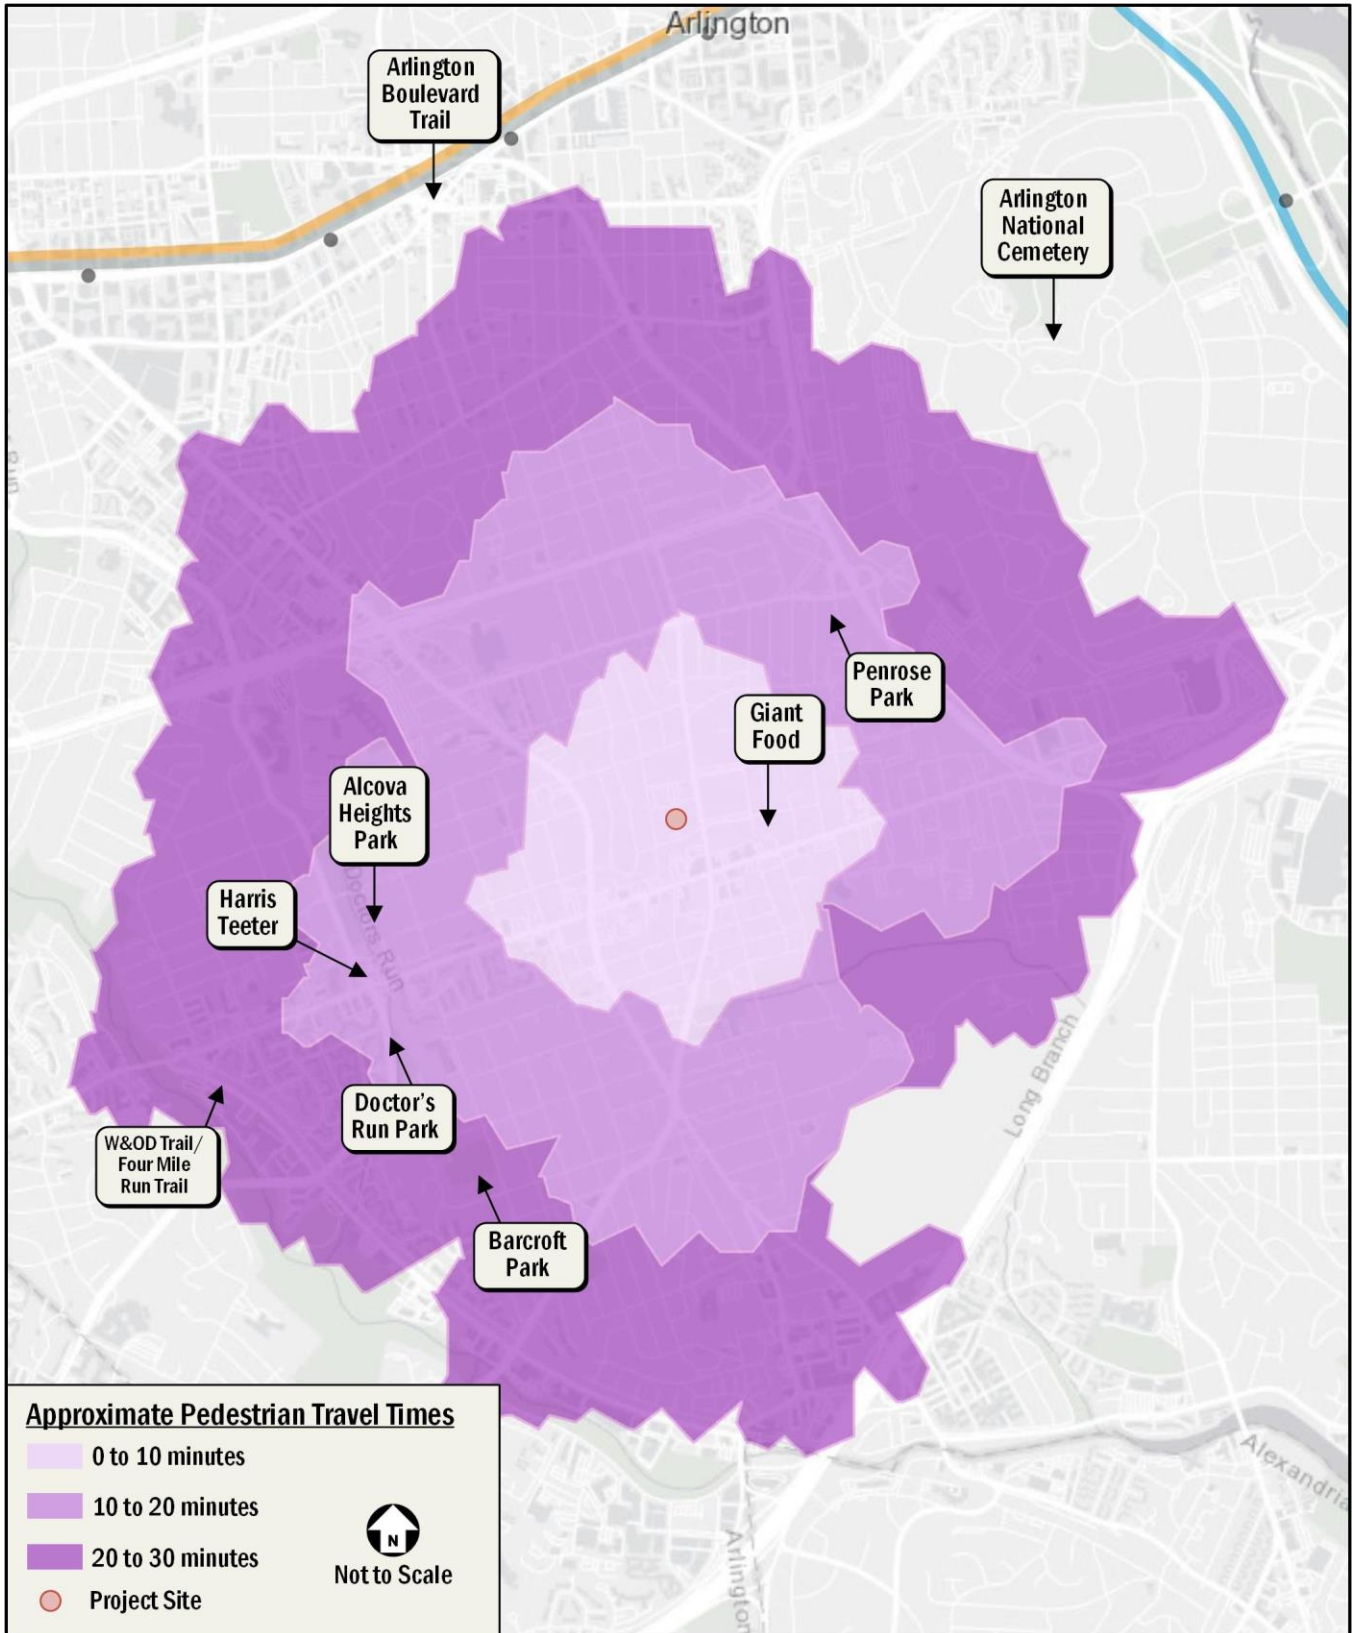 Arlington
Arlington
Boulevard
Trail
Arlington
National
Cemetery
Penrose
Park
Giant
Food
Alcova
Heights
Park
Doctors Run
Harris
Teeter
Doctor's
Run Park
W&OD Trail/
Four Mile
Run Trail
Barcroft
Park
Long Branch
Approximate Pedestrian Travel Times
0 to 10 minutes
10 to 20 minutes
20 to 30 minutes
Project Site
N
Not to Scale
Arlington
Alexandria